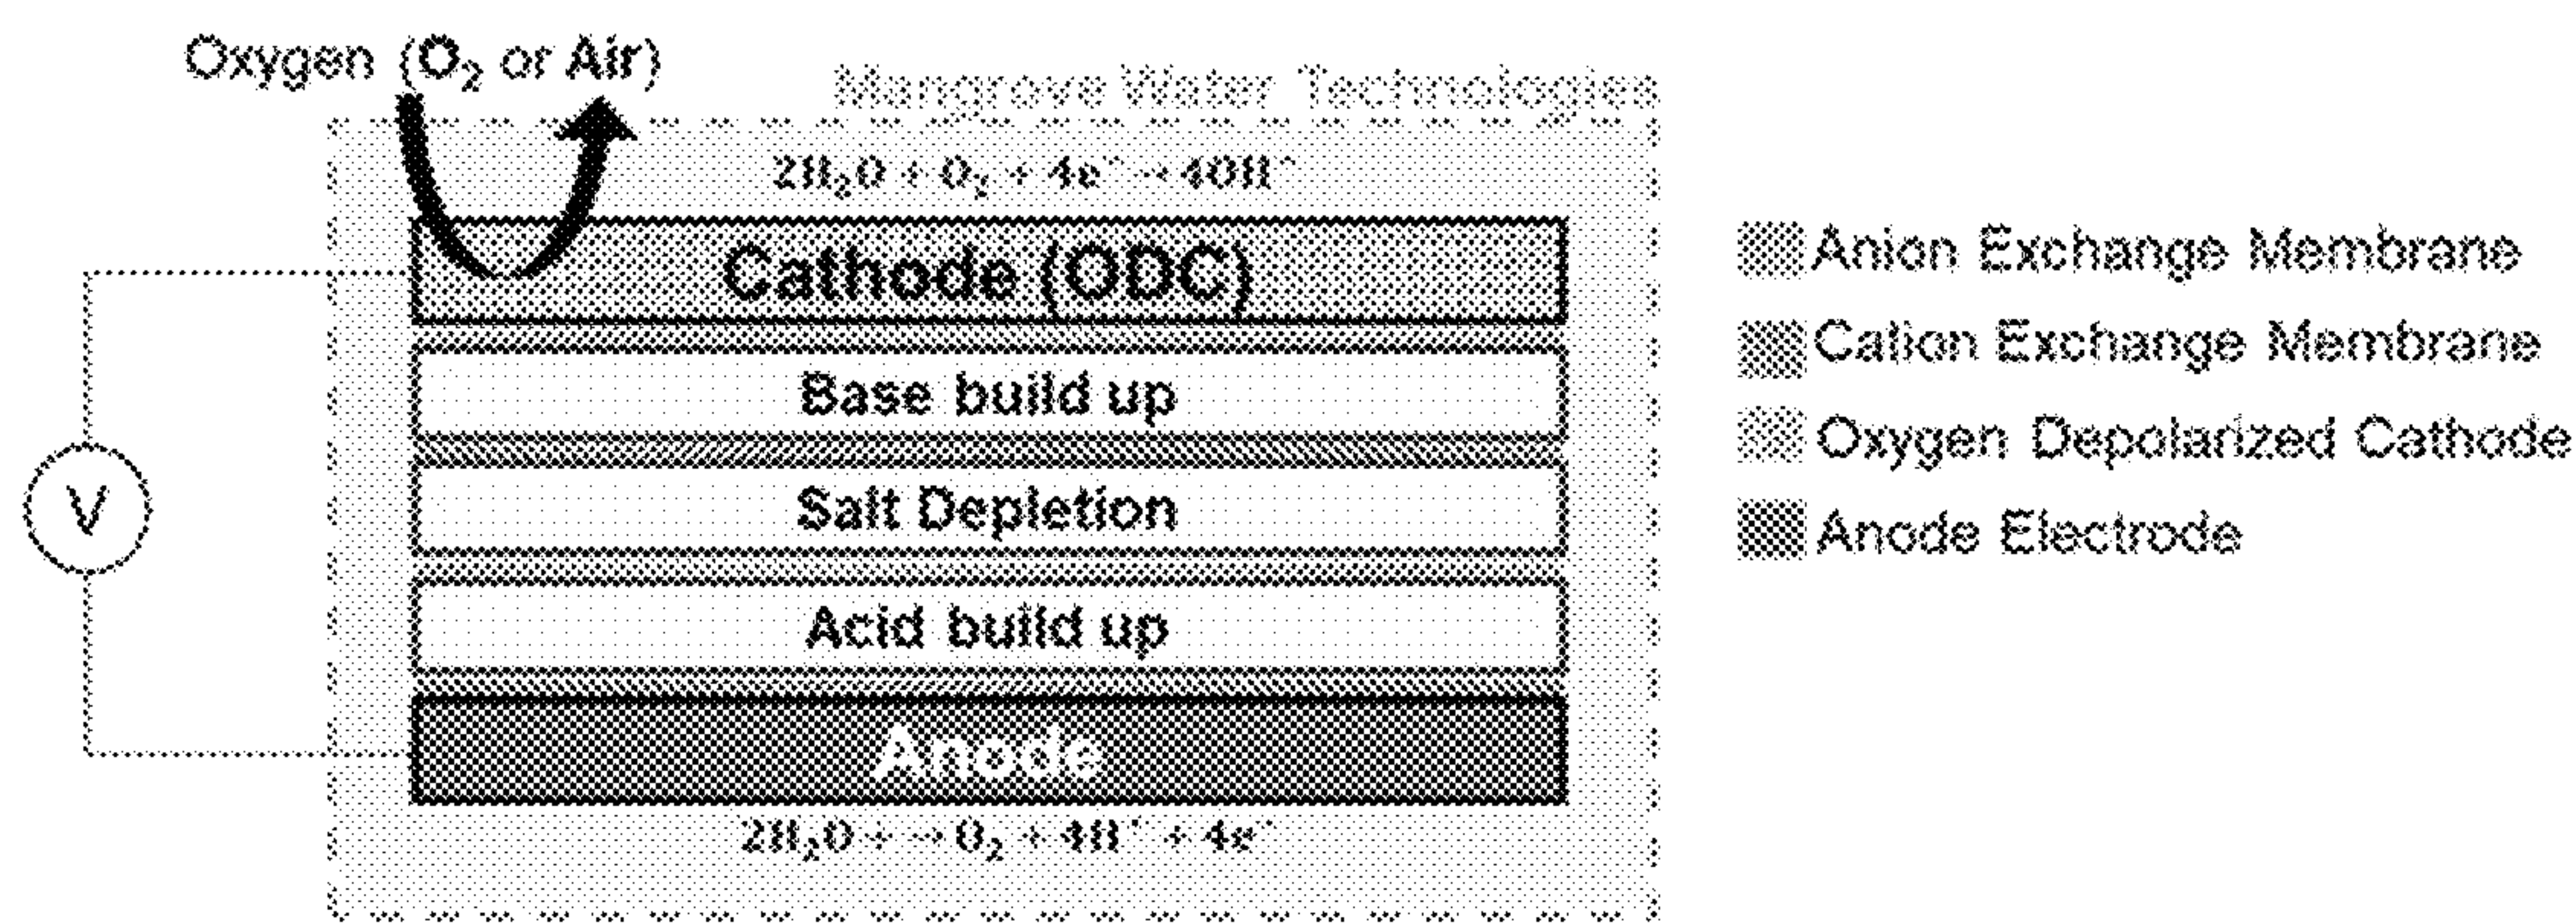 Oxygen (O₂ or Air)
Mangrove Water Technologies
2H₂O + O₂ + 4e⁻ → 4OH⁻
Cathode (ODC)
Base build up
Salt Depletion
Acid build up
Anode
2H₂O + → O₂ + 4H⁺ + 4e⁻
V
Anion Exchange Membrane
Cation Exchange Membrane
Oxygen Depolarized Cathode
Anode Electrode